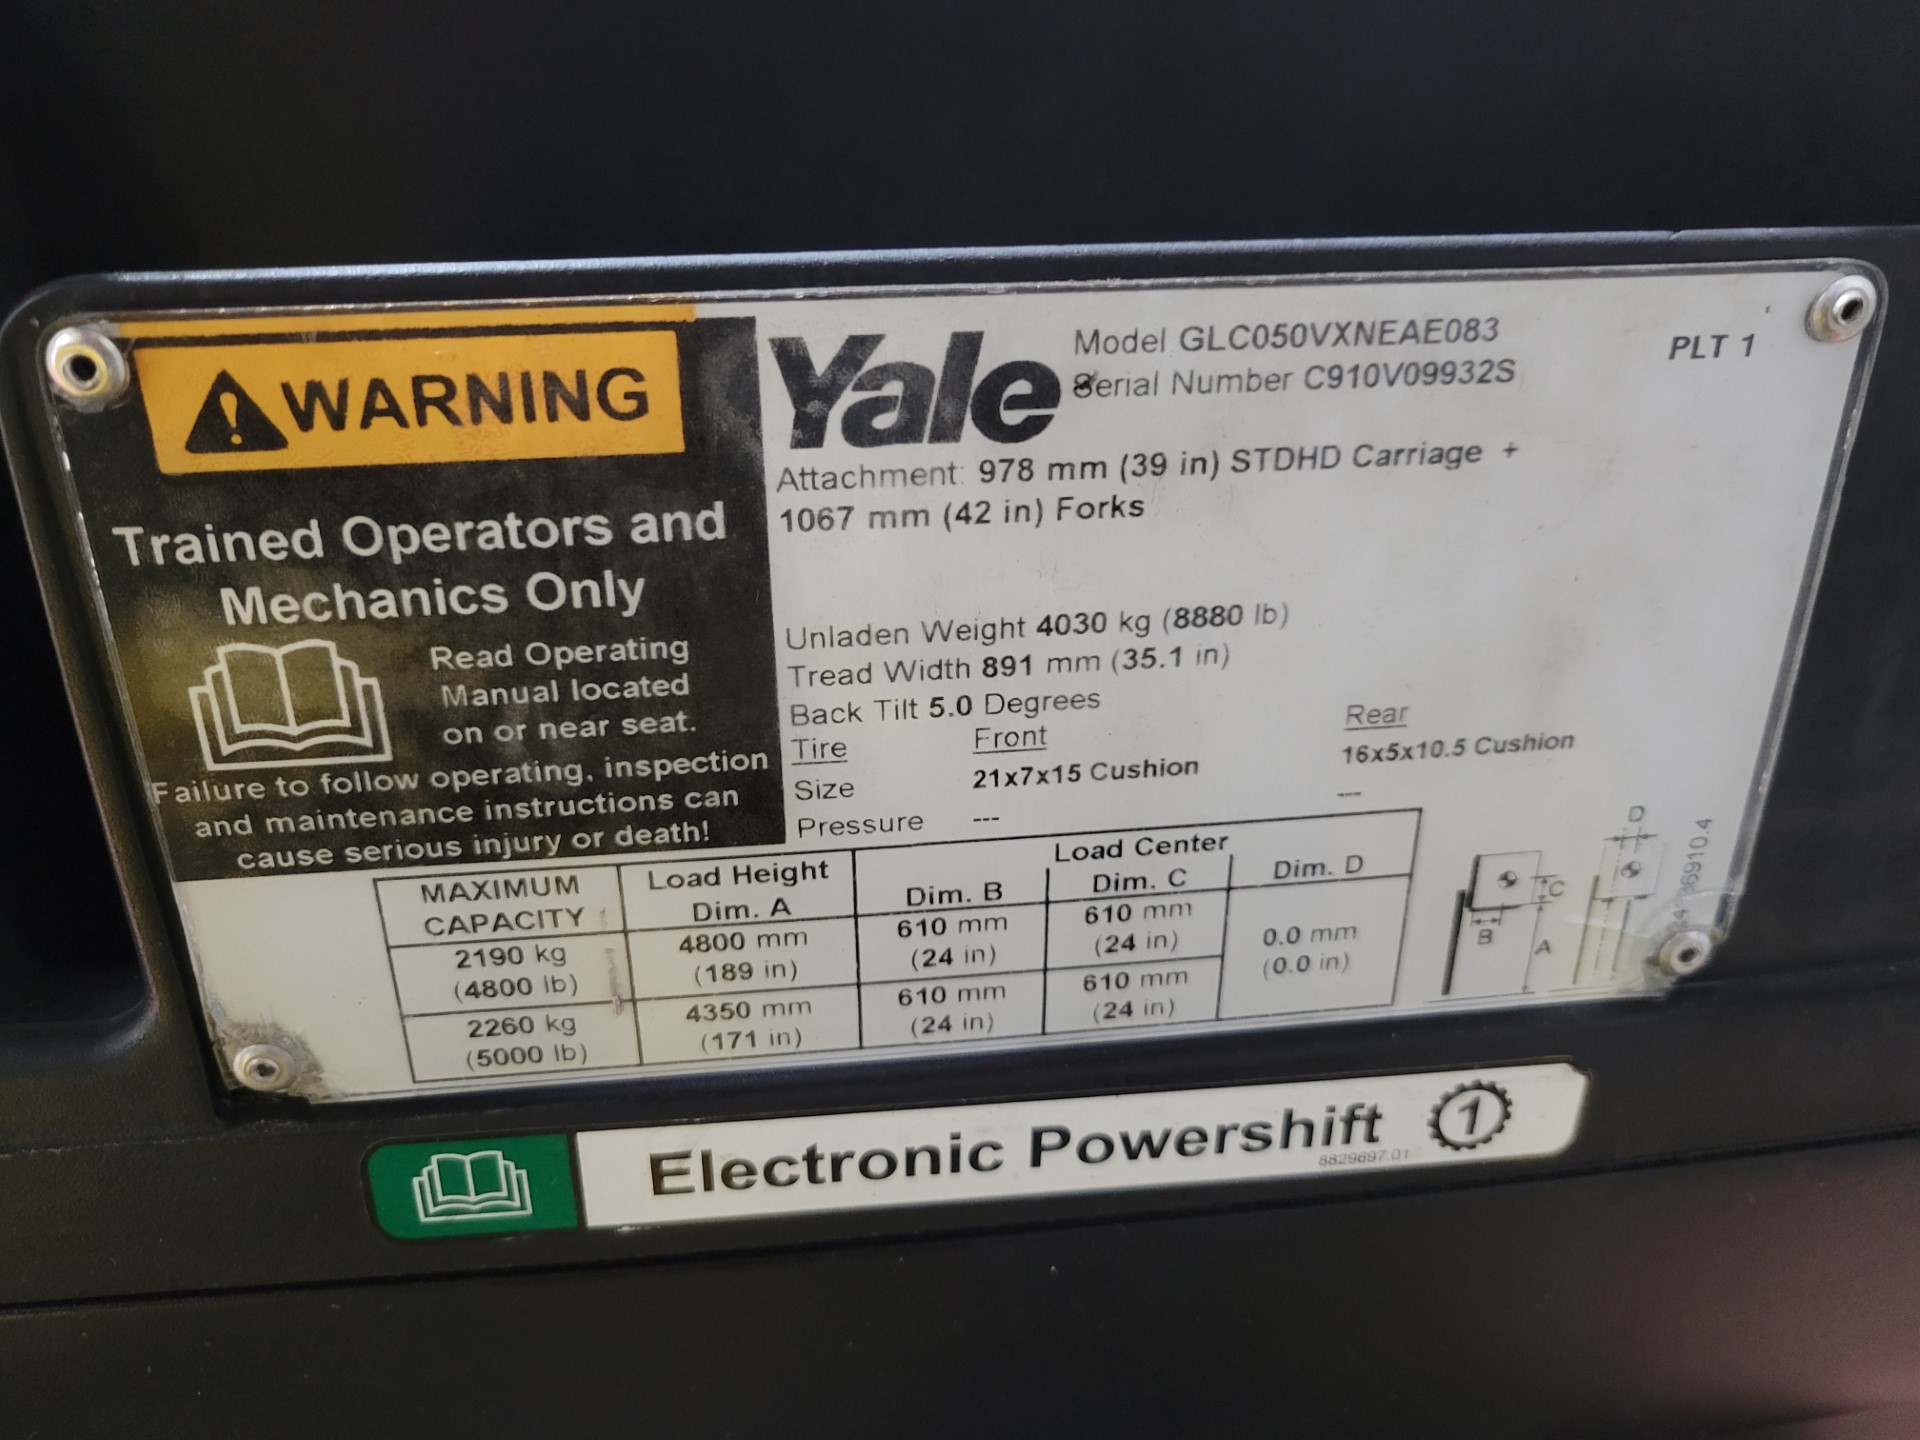 WARNING
Trained Operators and
Mechanics Only
Read Operating
Manual located
on or near seat.
Failure to follow operating, inspection
and maintenance instructions can
cause serious injury or death!
Yale
Model GLC050VXNEAE083
Serial Number C910V09932S
PLT 1
Attachment: 978 mm (39 in) STDHD Carriage +
1067 mm (42 in) Forks
Unladen Weight 4030 kg (8880 lb)
Tread Width 891 mm (35.1 in)
Back Tilt 5.0 Degrees
Tire Front Rear
Size 21x7x15 Cushion 16x5x10.5 Cushion
Pressure --- ---
MAXIMUM CAPACITY Load Height Dim. A Load Center
Dim. B Dim. C Dim. D
2190 kg 4800 mm 610 mm 610 mm 0.0 mm
(4800 lb) (189 in) (24 in) (24 in) (0.0 in)
2260 kg 4350 mm 610 mm 610 mm
(5000 lb) (171 in) (24 in) (24 in)
B C A D
Electronic Powershift 1
8829697.01